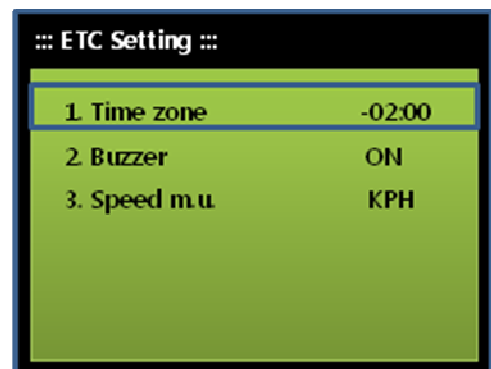 ::: ETC Setting :::
1. Time zone -02:00
2. Buzzer ON
3. Speed m.u. KPH